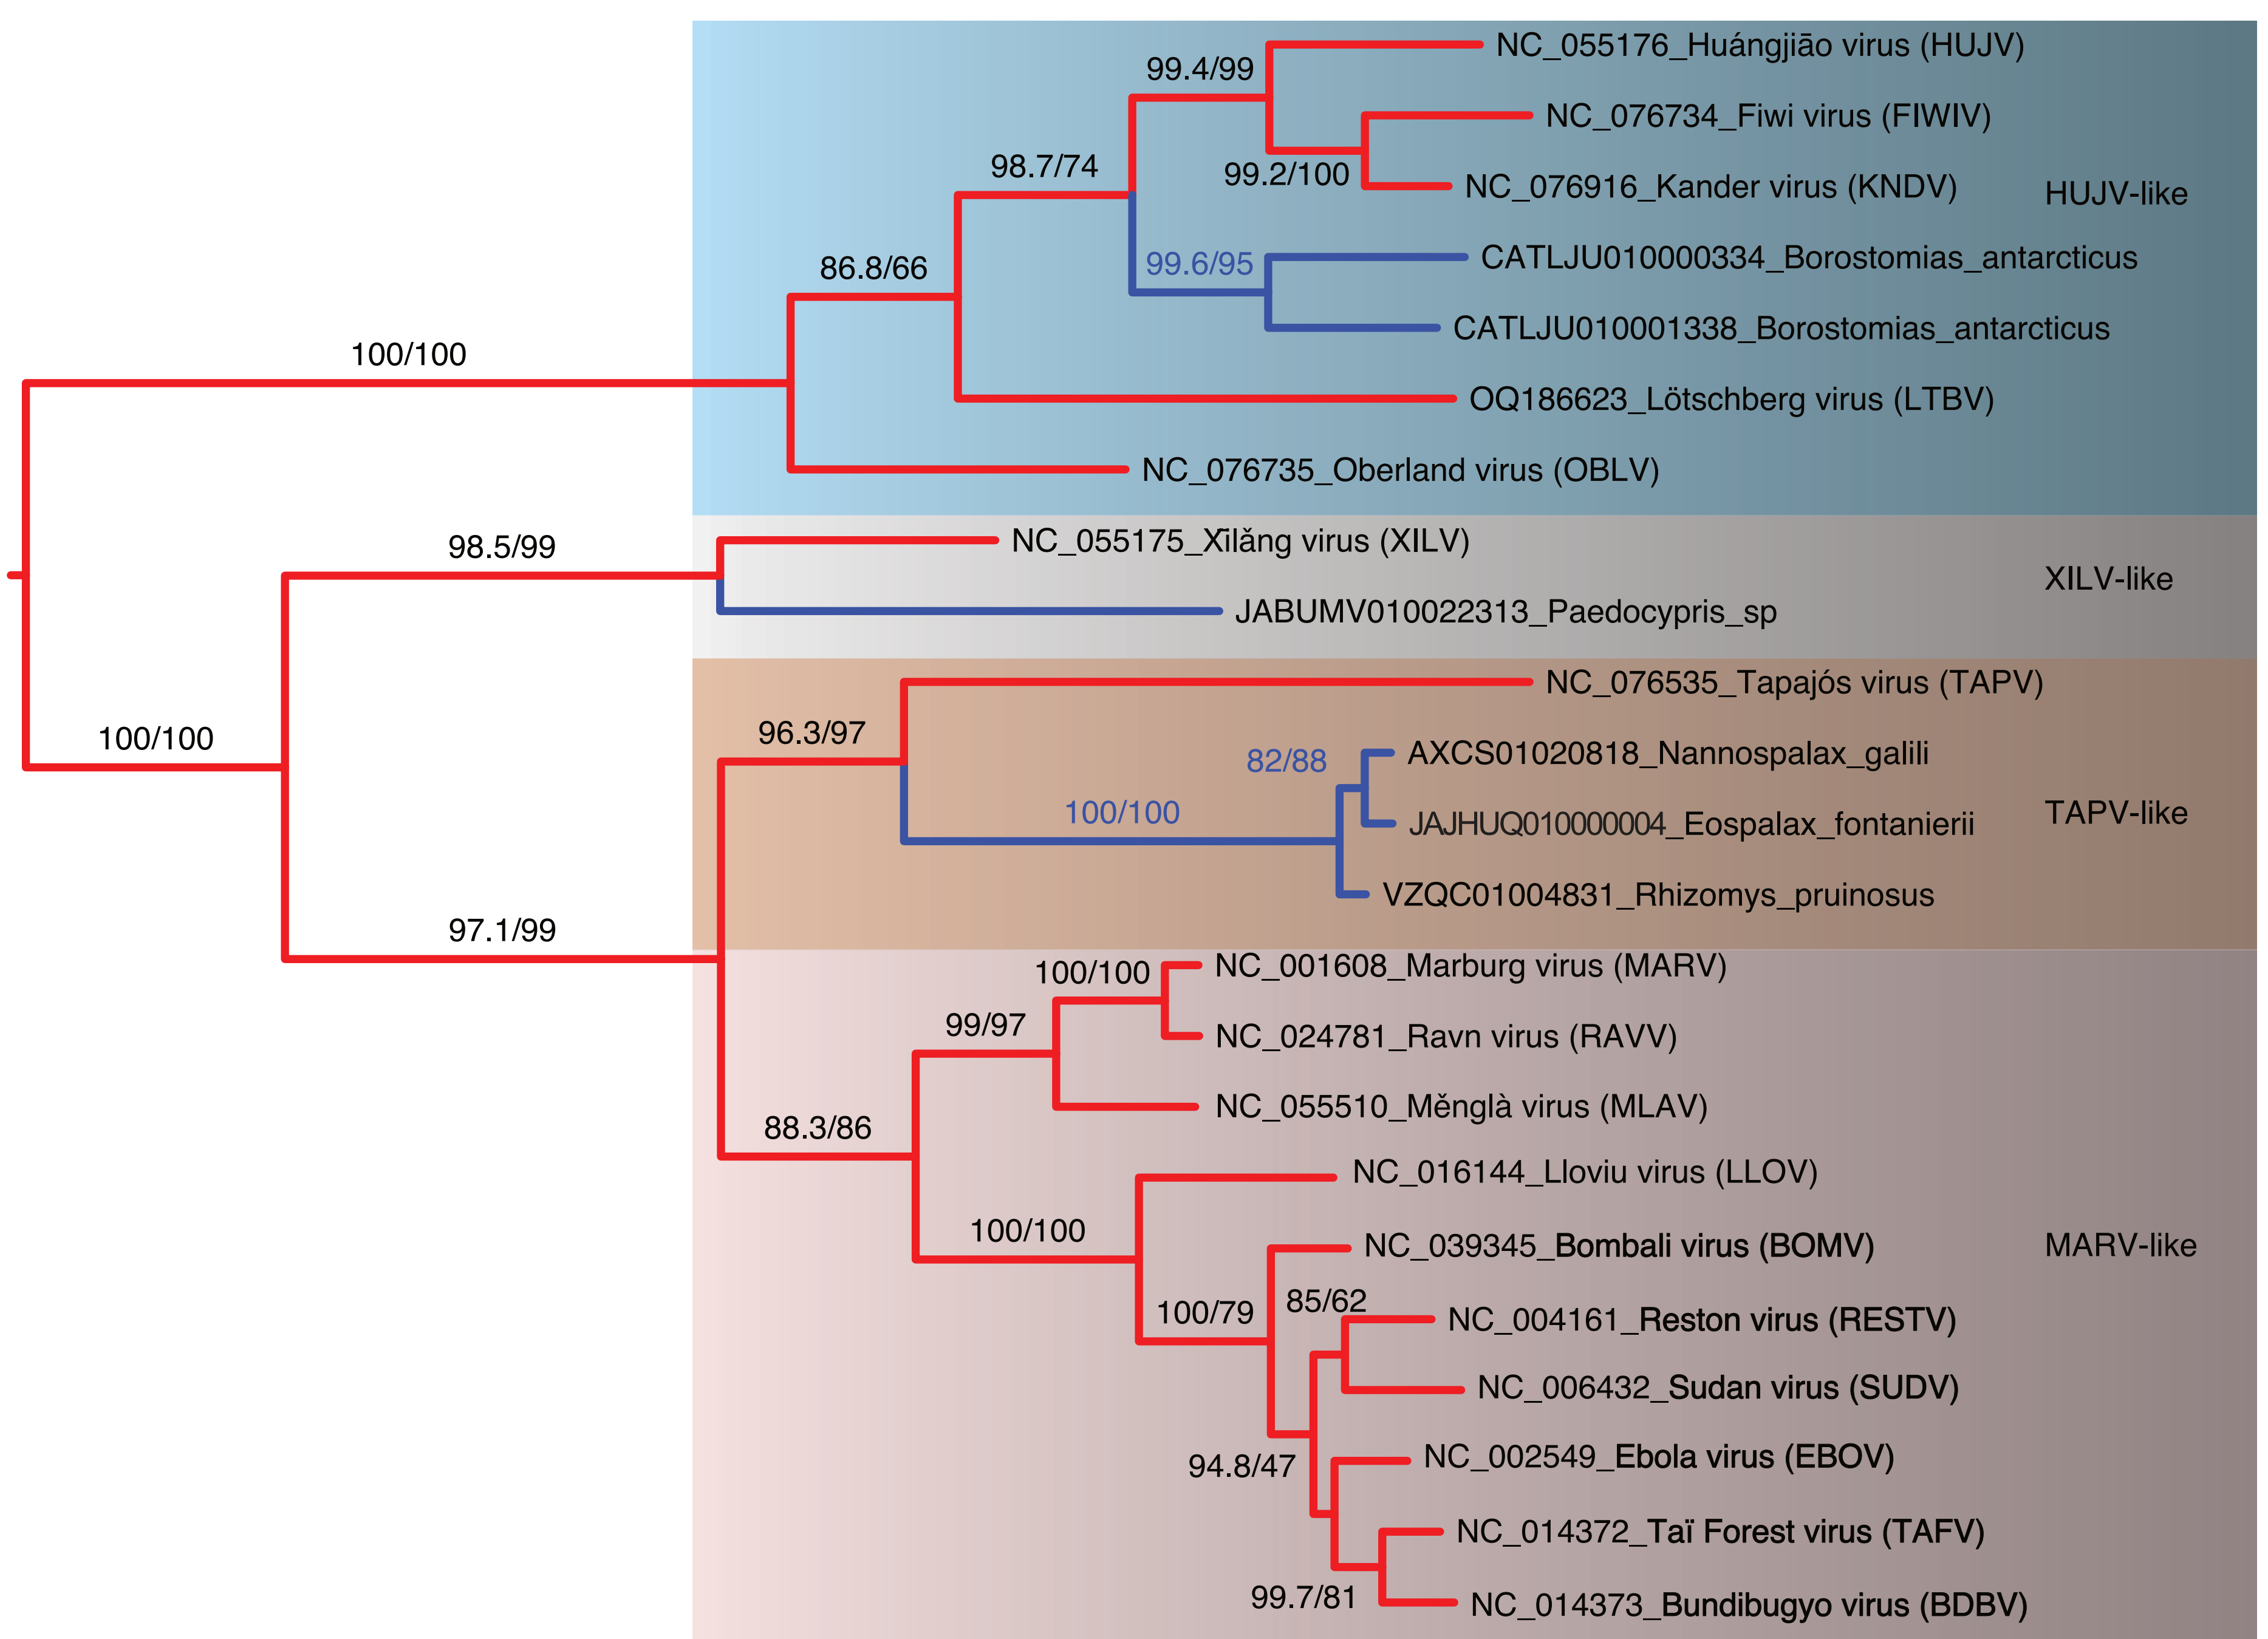 NC_055176_Huángjiāo virus (HUJV)
99.4/99
NC_076734_Fiwi virus (FIWIV)
98.7/74
99.2/100
NC_076916_Kander virus (KNDV)
HUJV-like
86.8/66
99.6/95
CATLJU010000334_Borostomias_antarcticus
CATLJU010001338_Borostomias_antarcticus
100/100
OQ186623_Lötschberg virus (LTBV)
NC_076735_Oberland virus (OBLV)
98.5/99
NC_055175_Xīlǎng virus (XILV)
XILV-like
JABUMV010022313_Paedocypris_sp
NC_076535_Tapajós virus (TAPV)
100/100
96.3/97
82/88
AXCS01020818_Nannospalax_galili
100/100
JAJHUQ010000004_Eospalax_fontanierii
TAPV-like
VZQC01004831_Rhizomys_pruinosus
97.1/99
100/100
NC_001608_Marburg virus (MARV)
99/97
NC_024781_Ravn virus (RAVV)
NC_055510_Měnglà virus (MLAV)
88.3/86
NC_016144_Lloviu virus (LLOV)
100/100
NC_039345_Bombali virus (BOMV)
MARV-like
100/79
85/62
NC_004161_Reston virus (RESTV)
NC_006432_Sudan virus (SUDV)
94.8/47
NC_002549_Ebola virus (EBOV)
NC_014372_Taï Forest virus (TAFV)
99.7/81
NC_014373_Bundibugyo virus (BDBV)